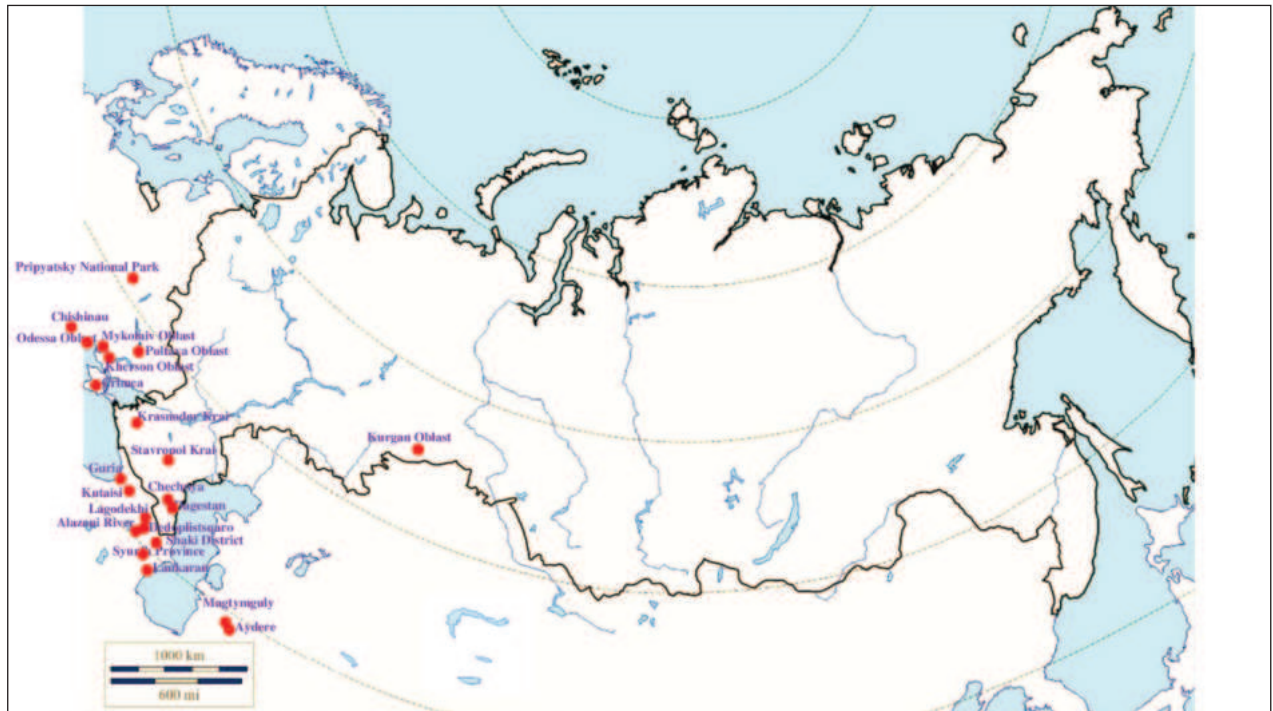 Pripyatsky National Park
Chishinau
Odessa Oblast
Mykolaiv Oblast
Poltava Oblast
Kherson Oblast
Crimea
Krasnodar Krai
Kurgan Oblast
Stavropol Krai
Guria
Kutaisi
Chechnya
Dagestan
Lagodekhi
Alazani River
Dedoplistsqaro
Shaki District
Syunik Province
Lankaran
Magtymguly
Aydere
1000 km
600 mi